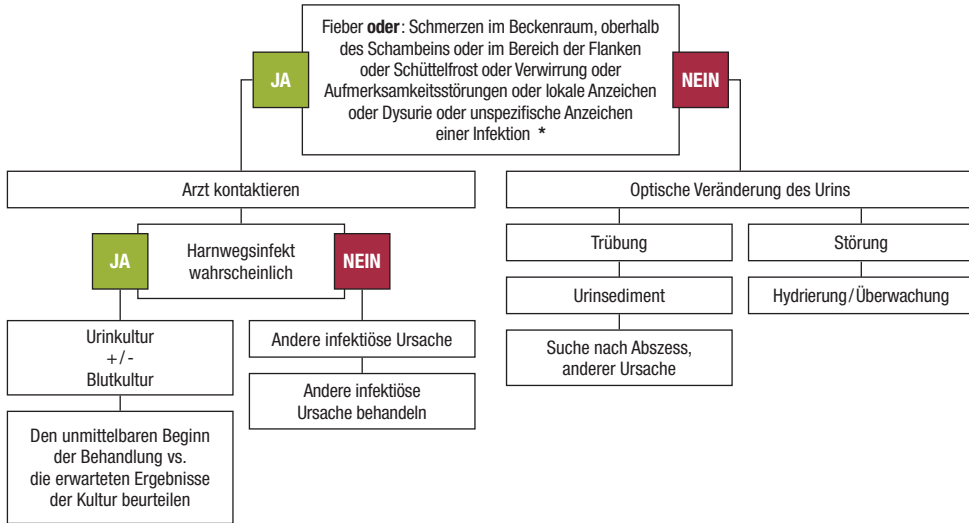 Fieber oder: Schmerzen im Beckenraum, oberhalb
des Schambeins oder im Bereich der Flanken
oder Schüttelfrost oder Verwirrung oder
Aufmerksamkeitsstörungen oder lokale Anzeichen
oder Dysurie oder unspezifische Anzeichen
einer Infektion *
JA
NEIN
Arzt kontaktieren
JA
Harnwegsinfekt
wahrscheinlich
NEIN
Urinkultur
+/-
Blutkultur
Den unmittelbaren Beginn
der Behandlung vs.
die erwarteten Ergebnisse
der Kultur beurteilen
Andere infektiöse Ursache
Andere infektiöse
Ursache behandeln
Optische Veränderung des Urins
Trübung
Urinsediment
Suche nach Abszess,
anderer Ursache
Störung
Hydrierung/Überwachung